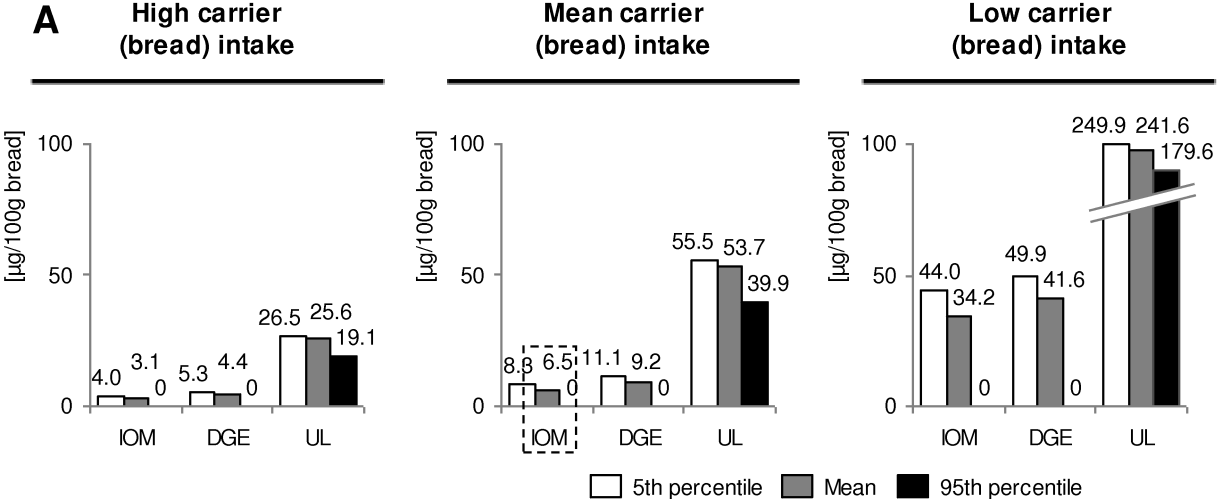 A
High carrier
(bread) intake
Mean carrier
(bread) intake
Low carrier
(bread) intake
[µg/100g bread]
100
50
0
4.0
3.1
0
5.3
4.4
0
26.5
25.6
19.1
IOM
DGE
UL
[µg/100g bread]
100
50
0
8.3
6.5
0
11.1
9.2
0
55.5
53.7
39.9
IOM
DGE
UL
[µg/100g bread]
100
50
0
44.0
34.2
0
49.9
41.6
0
249.9
241.6
179.6
IOM
DGE
UL
5th percentile
Mean
95th percentile